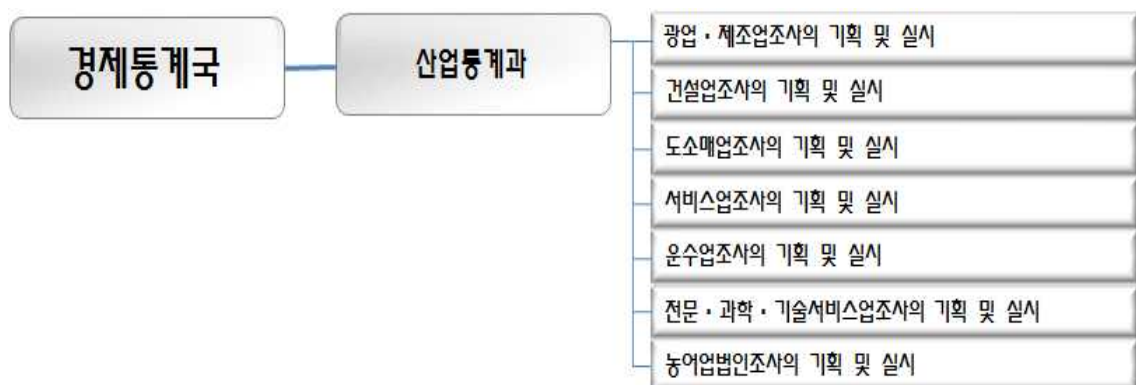 경제통계국
산업통계과
광업・제조업조사의 기획 및 실시
건설업조사의 기획 및 실시
도소매업조사의 기획 및 실시
서비스업조사의 기획 및 실시
운수업조사의 기획 및 실시
전문・과학・기술서비스업조사의 기획 및 실시
농어업법인조사의 기획 및 실시